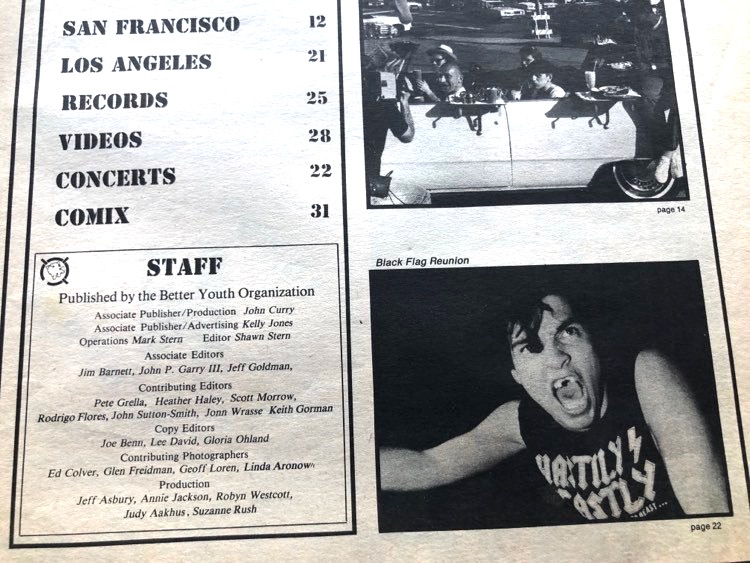 SAN FRANCISCO 12
LOS ANGELES 21
RECORDS 25
VIDEOS 28
CONCERTS 22
COMIX 31
STAFF
Published by the Better Youth Organization
Associate Publisher/Production John Curry
Associate Publisher/Advertising Kelly Jones
Operations Mark Stern Editor Shawn Stern
Associate Editors
Jim Barnett, John P. Garry III, Jeff Goldman,
Contributing Editors
Pete Grella, Heather Haley, Scott Morrow,
Rodrigo Flores, John Sutton-Smith, Jonn Wrasse Keith Gorman
Copy Editors
Joe Benn, Lee David, Gloria Ohland
Contributing Photographers
Ed Colver, Glen Freidman, Geoff Loren, Linda Aronow
Production
Jeff Asbury, Annie Jackson, Robyn Westcott,
Judy Aakhus, Suzanne Rush
page 14
Black Flag Reunion
page 22